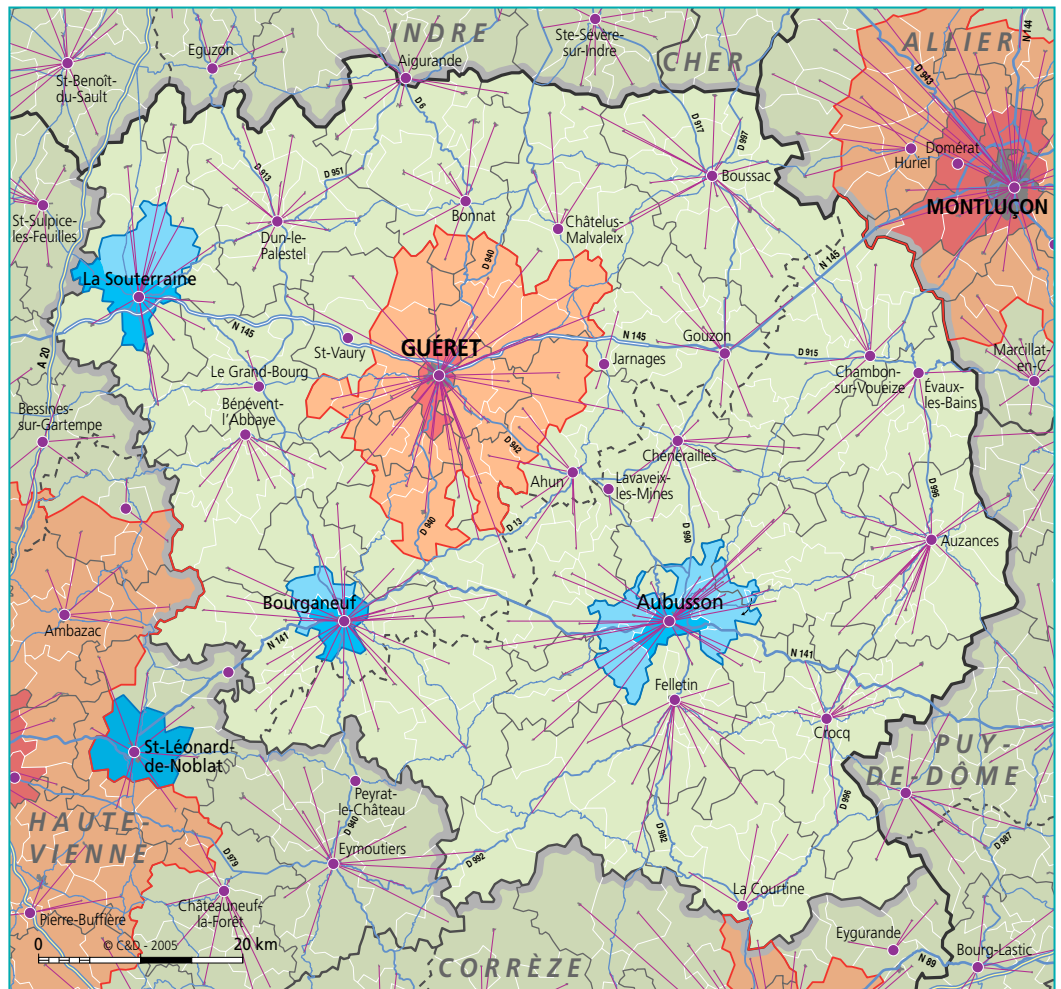 INDRE
CHER
ALLIER
N 144
Ste-Sévère-
sur-Indre
Eguzon
Aigurande
St-Benoît-
du-Sault
D 943
D 6
D 917
D 997
Domérat
Huriel
MONTLUÇON
D 913
D 951
Boussac
St-Sulpice-
les-Feuilles
Bonnat
Châtelus-
Malvaleix
Dun-le-
Palestel
D 940
N 145
La Souterraine
N 145
N 145
A 20
St-Vaury
GUÉRET
Gouzon
D 915
Jarnages
Marcillat-
en-C.
Le Grand-Bourg
Chambon-
sur-Voueize
Évaux-
les-Bains
Bessines-
sur-Gartempe
Bénévent-
l'Abbaye
D 942
Chénérailles
Ahun
Lavaveix-
les-Mines
D 996
D 940
D 13
D 990
Auzances
Bourganeuf
Aubusson
Ambazac
N 141
N 141
Felletin
Crocq
St-Léonard-
de-Noblat
PUY-
DE-DÔME
Peyrat-
le-Château
D 940
D 996
HAUTE-
VIENNE
D 982
D 987
D 979
Eymoutiers
D 992
Châteauneuf-
la-Forêt
La Courtine
Pierre-Buffière
Eygurande
0
© C&D - 2005
20 km
Bourg-Lastic
N 89
CORRÈZE